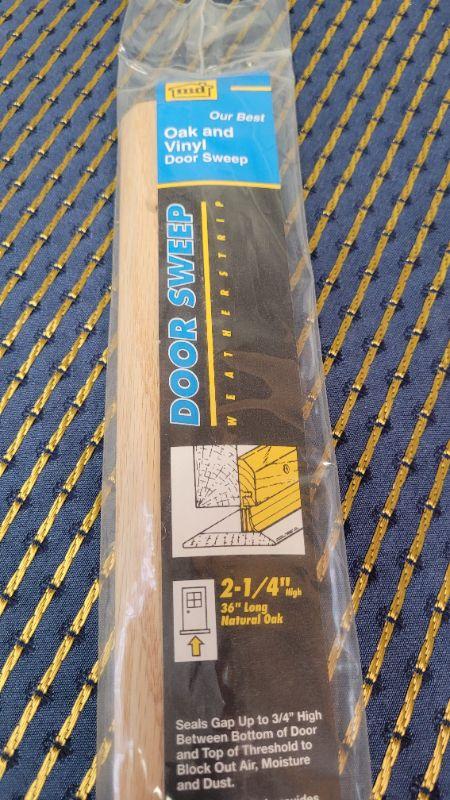 md
Our Best
Oak and
Vinyl
Door Sweep
DOOR SWEEP
WEATHERSTRIP
2-1/4" High
36" Long
Natural Oak
Seals Gap Up to 3/4" High
Between Bottom of Door
and Top of Threshold to
Block Out Air, Moisture
and Dust.